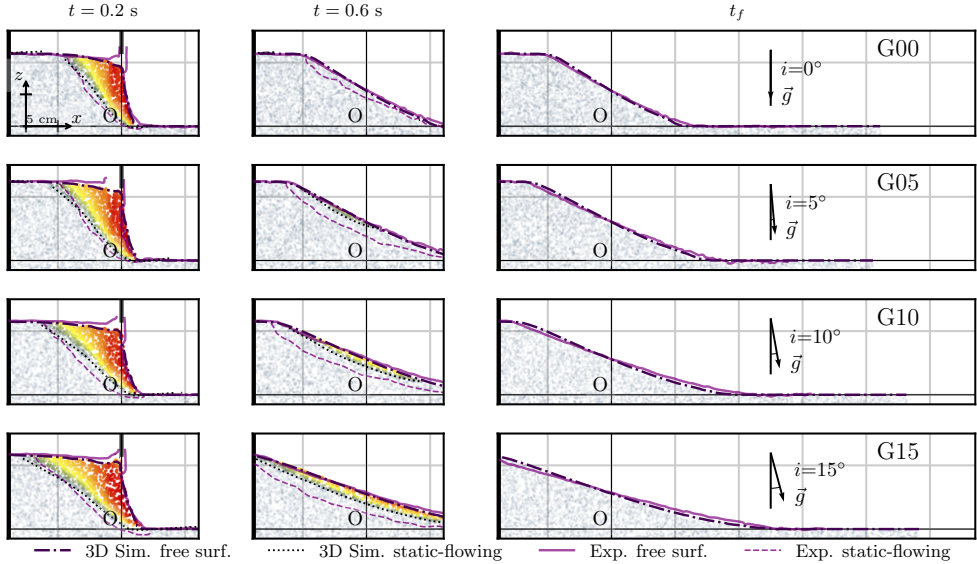 t = 0.2 s t = 0.6 s t_f
G00
z
5 cm x O O O i=0° g⃗
G05
O O O i=5° g⃗
G10
O O O i=10° g⃗
G15
O O O i=15° g⃗
3D Sim. free surf. 3D Sim. static-flowing Exp. free surf. Exp. static-flowing